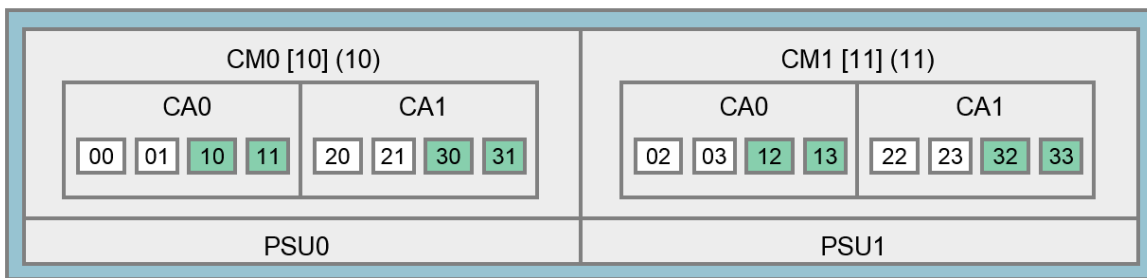 CM0 [10] (10)
CM1 [11] (11)
CA0
CA1
CA0
CA1
00 01 10 11
20 21 30 31
02 03 12 13
22 23 32 33
PSU0
PSU1